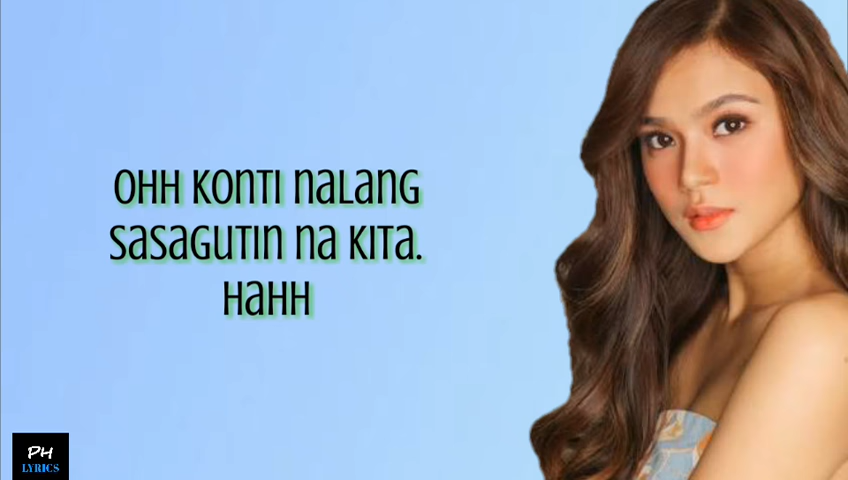 OHH KONTI NALANG
SASAGUTIN NA KITA.
HAHH
PH
LYRICS